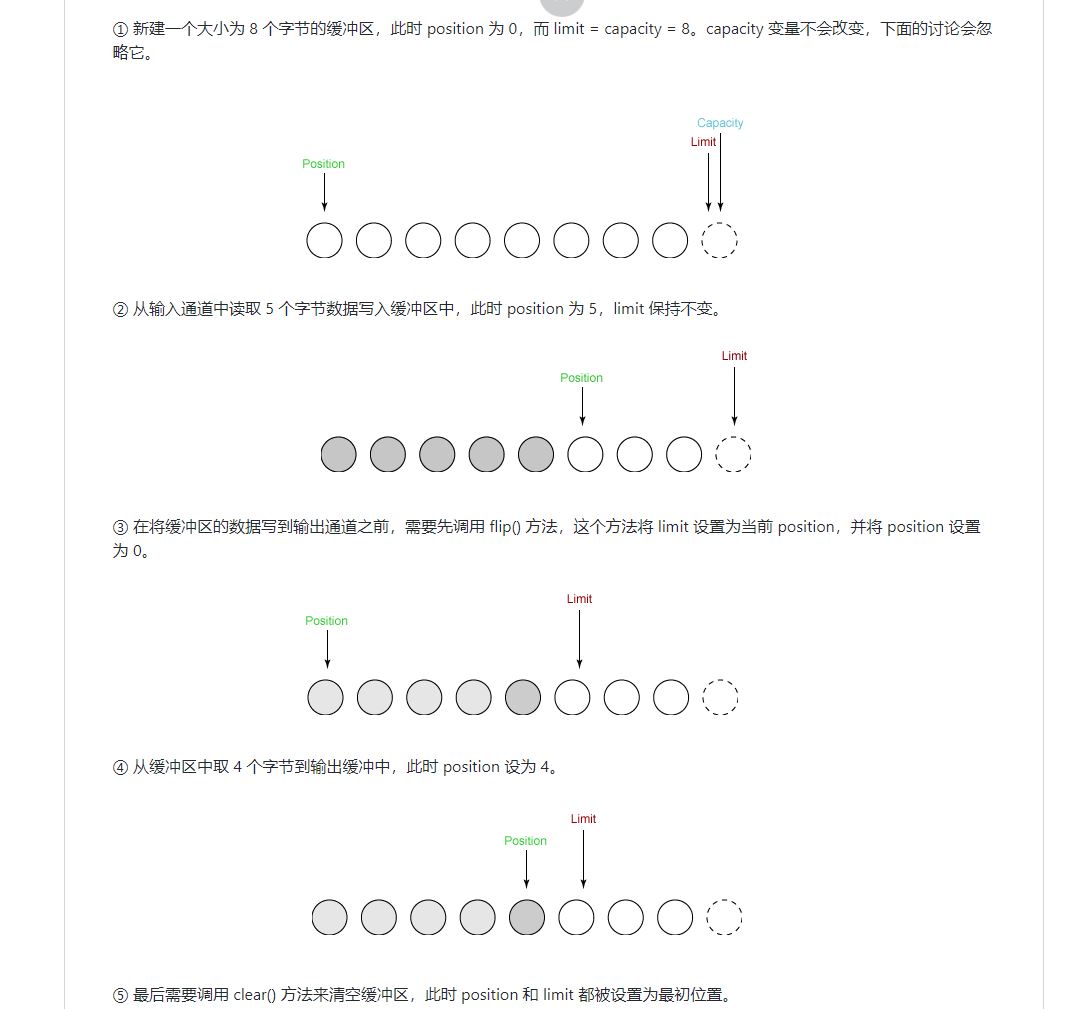 ① 新建一个大小为 8 个字节的缓冲区，此时 position 为 0，而 limit = capacity = 8。capacity 变量不会改变，下面的讨论会忽
略它。
Capacity
Limit
Position
② 从输入通道中读取 5 个字节数据写入缓冲区中，此时 position 为 5，limit 保持不变。
Limit
Position
③ 在将缓冲区的数据写到输出通道之前，需要先调用 flip() 方法，这个方法将 limit 设置为当前 position，并将 position 设置
为 0。
Limit
Position
④ 从缓冲区中取 4 个字节到输出缓冲中，此时 position 设为 4。
Limit
Position
⑤ 最后需要调用 clear() 方法来清空缓冲区，此时 position 和 limit 都被设置为最初位置。